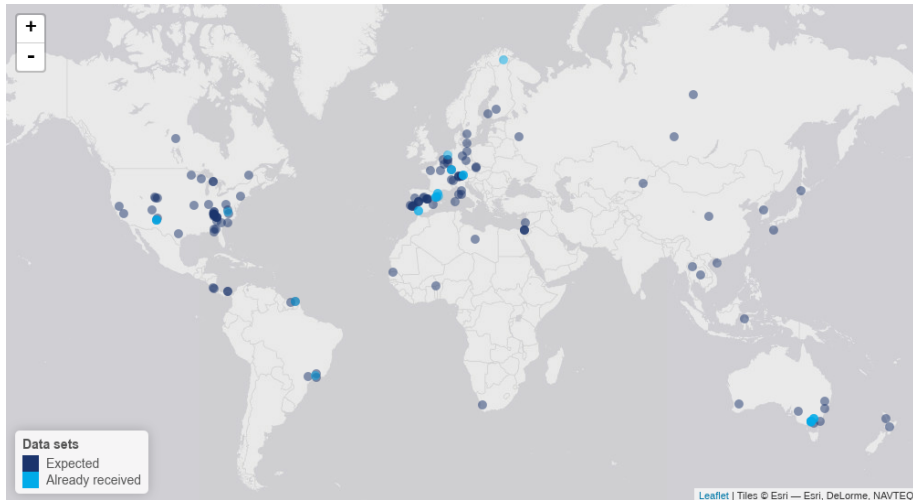 +
-
Data sets
Expected
Already received
Leaflet | Tiles © Esri — Esri, DeLorme, NAVTEQ